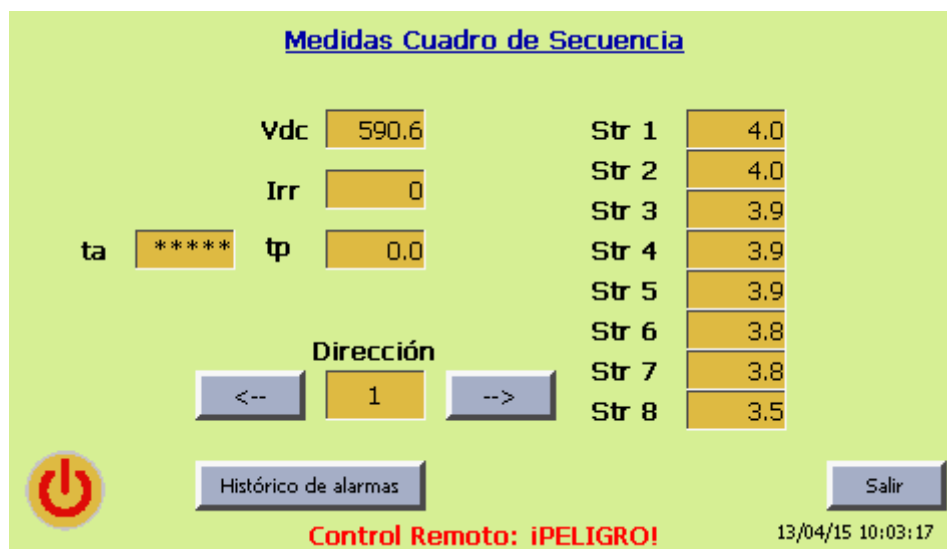 Medidas Cuadro de Secuencia
Vdc 590.6
Irr 0
ta ***** tp 0.0
Str 1 4.0
Str 2 4.0
Str 3 3.9
Str 4 3.9
Str 5 3.9
Str 6 3.8
Str 7 3.8
Str 8 3.5
Dirección
<-- 1 -->
Histórico de alarmas
Salir
Control Remoto: ¡PELIGRO!
13/04/15 10:03:17